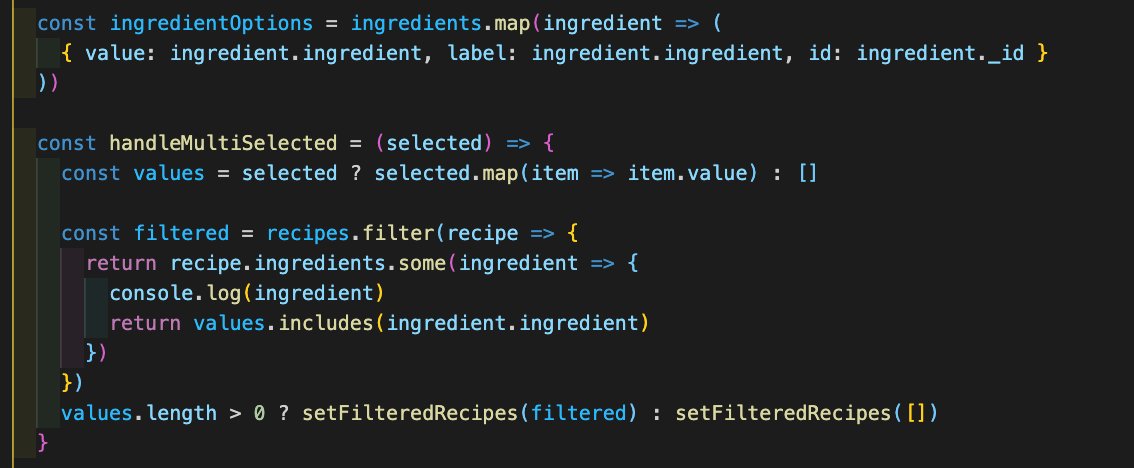 const ingredientOptions = ingredients.map(ingredient => (
  { value: ingredient.ingredient, label: ingredient.ingredient, id: ingredient._id }
))
const handleMultiSelected = (selected) => {
  const values = selected ? selected.map(item => item.value) : []
  const filtered = recipes.filter(recipe => {
    return recipe.ingredients.some(ingredient => {
      console.log(ingredient)
      return values.includes(ingredient.ingredient)
    })
  })
  values.length > 0 ? setFilteredRecipes(filtered) : setFilteredRecipes([])
}